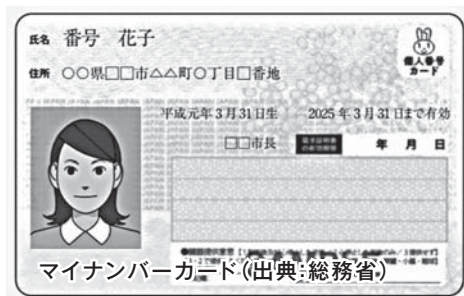 氏名 番号 花子
個人番号
カード
住所 ○○県□□市△△町○丁目□番地
平成元年3月31日生 2025年3月31日まで有効
□□市長 年 月 日
マイナンバーカード(出典:総務省)